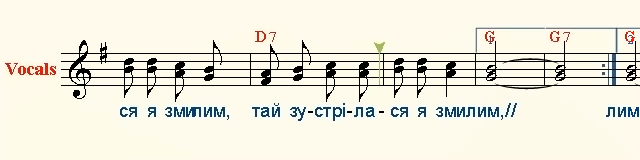 D7 G G7 G
Vocals
ся я змилим, тай зу-стрі-ла- ся я змилим,// лим